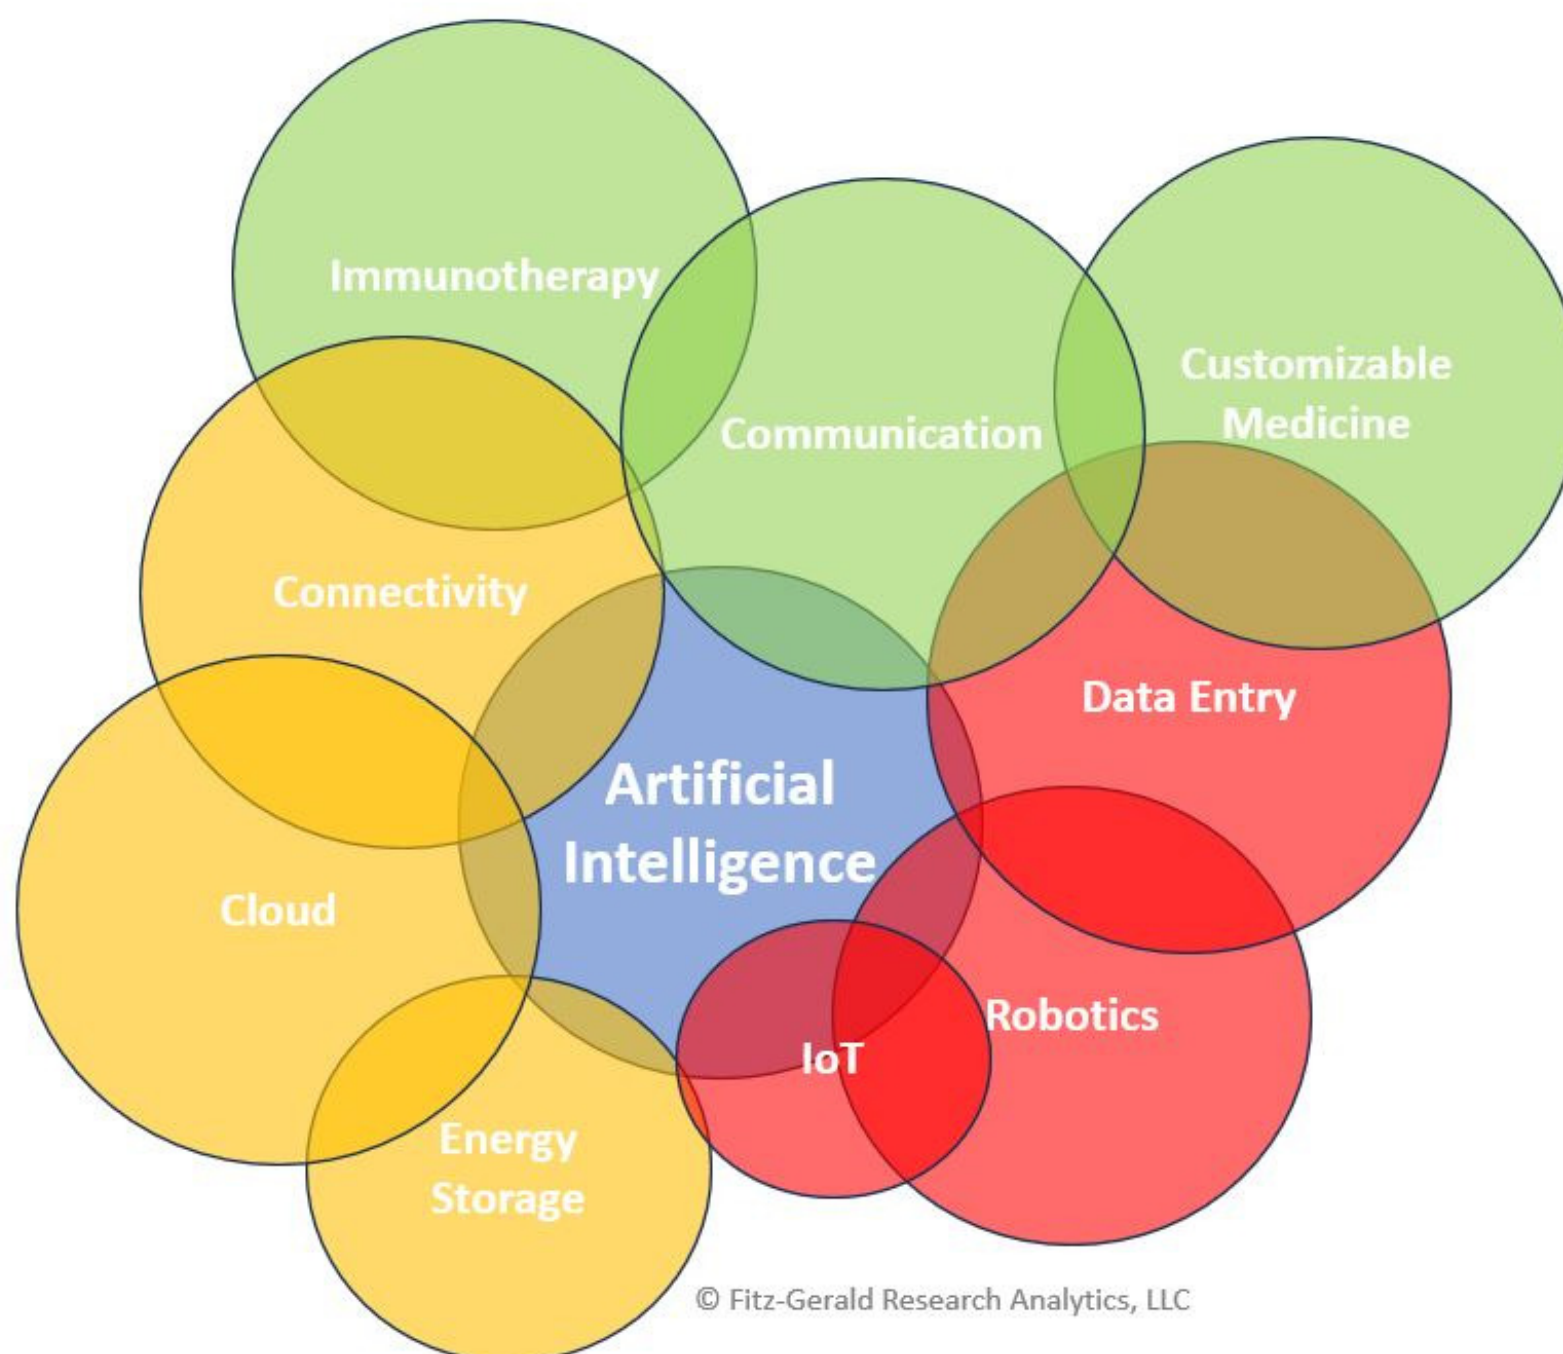 Immunotherapy
Customizable
Medicine
Communication
Connectivity
Data Entry
Artificial
Intelligence
Cloud
Robotics
IoT
Energy
Storage
© Fitz-Gerald Research Analytics, LLC